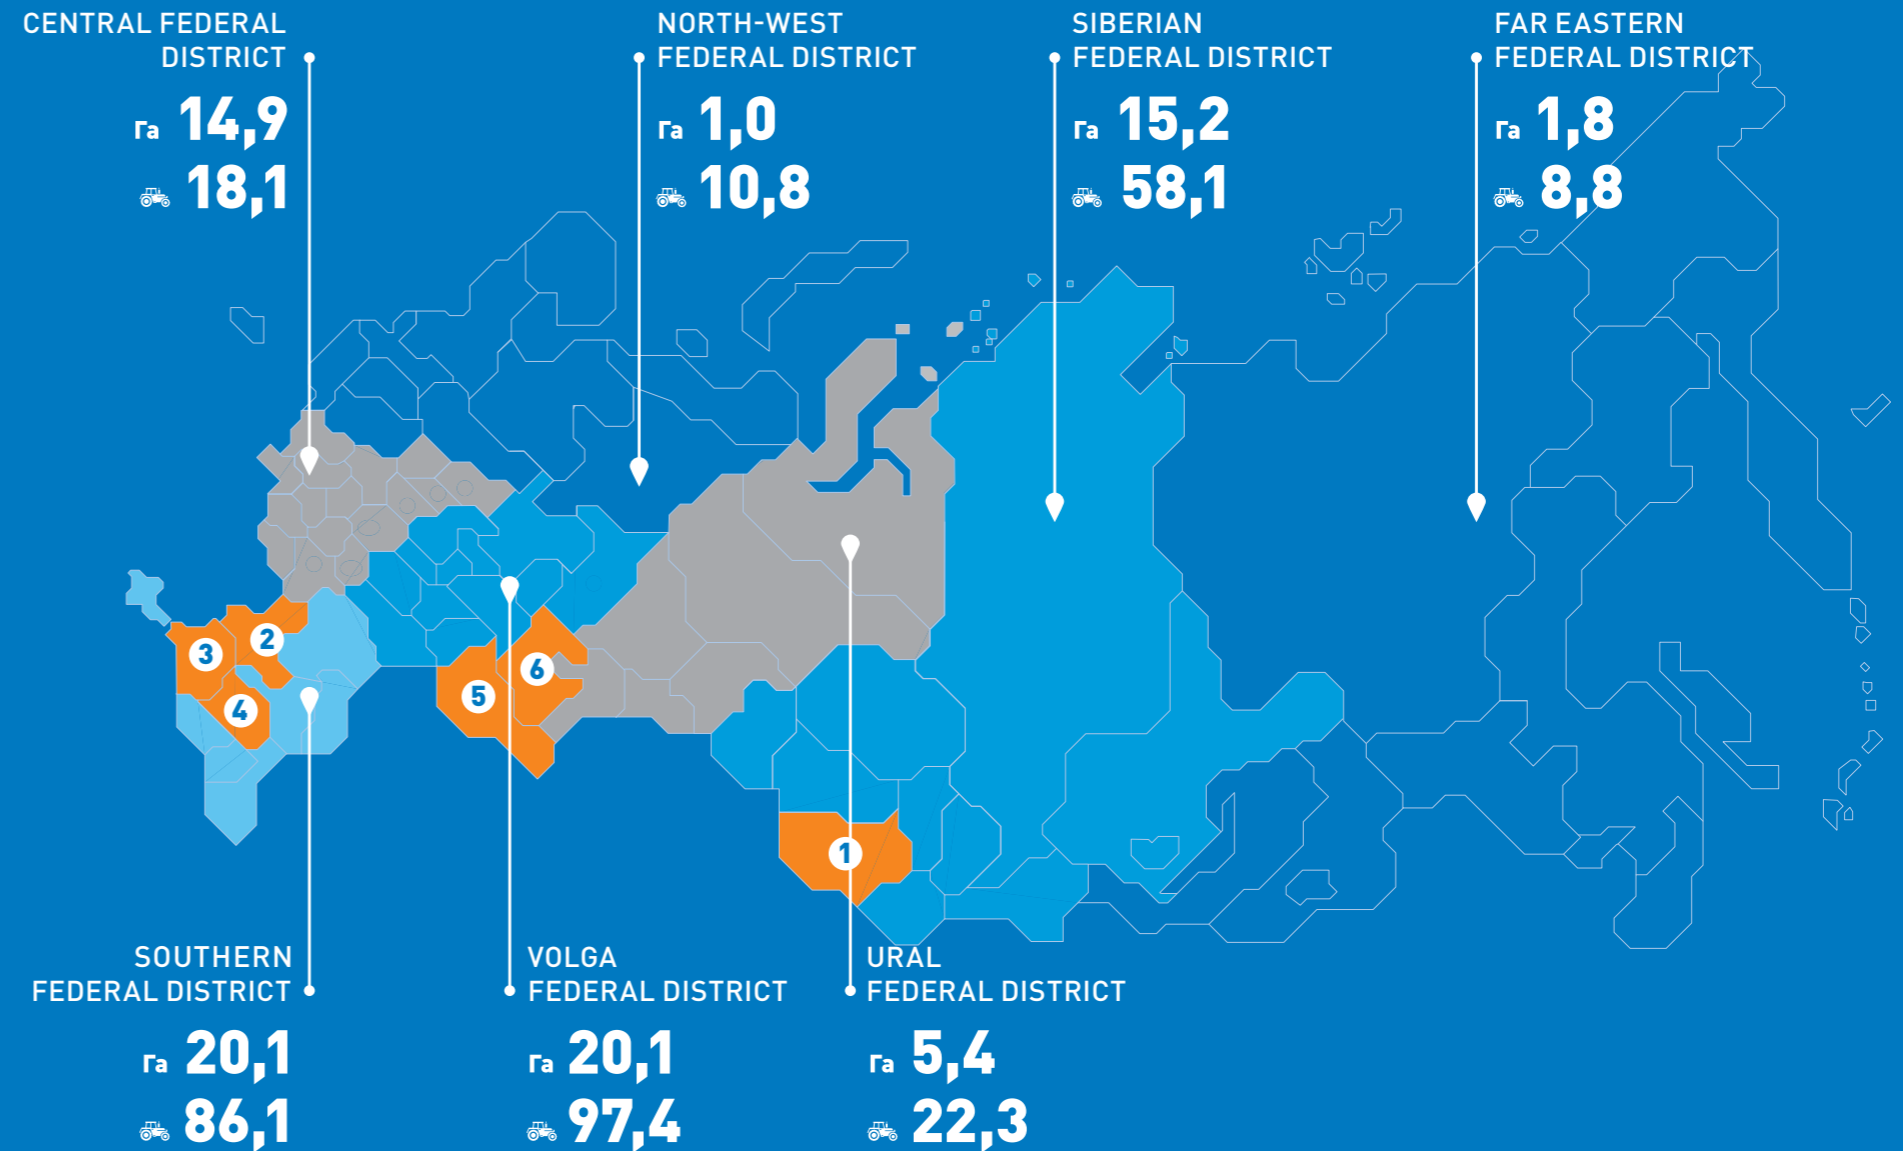 CENTRAL FEDERAL
DISTRICT
Га 14,9
18,1
NORTH-WEST
FEDERAL DISTRICT
Га 1,0
10,8
SIBERIAN
FEDERAL DISTRICT
Га 15,2
58,1
FAR EASTERN
FEDERAL DISTRICT
Га 1,8
8,8
3
2
4
5
6
1
SOUTHERN
FEDERAL DISTRICT
Га 20,1
86,1
VOLGA
FEDERAL DISTRICT
Га 20,1
97,4
URAL
FEDERAL DISTRICT
Га 5,4
22,3